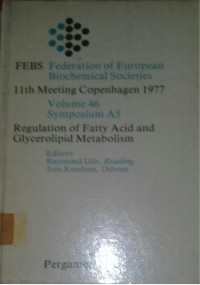 FEBS Federation of European
Biochemical Societies
11th Meeting Copenhagen 1977
Volume 46
Symposium A5
Regulation of Fatty Acid and
Glycerolipid Metabolism
Editors
Raymond Dils, Reading
Jens Knudsen, Odense